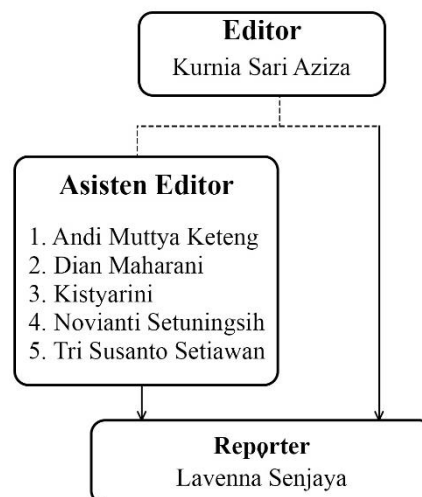 Editor
Kurnia Sari Aziza
Asisten Editor
1. Andi Muttya Keteng
2. Dian Maharani
3. Kistyarini
4. Novianti Setuningsih
5. Tri Susanto Setiawan
Reporter
Lavenna Senjaya